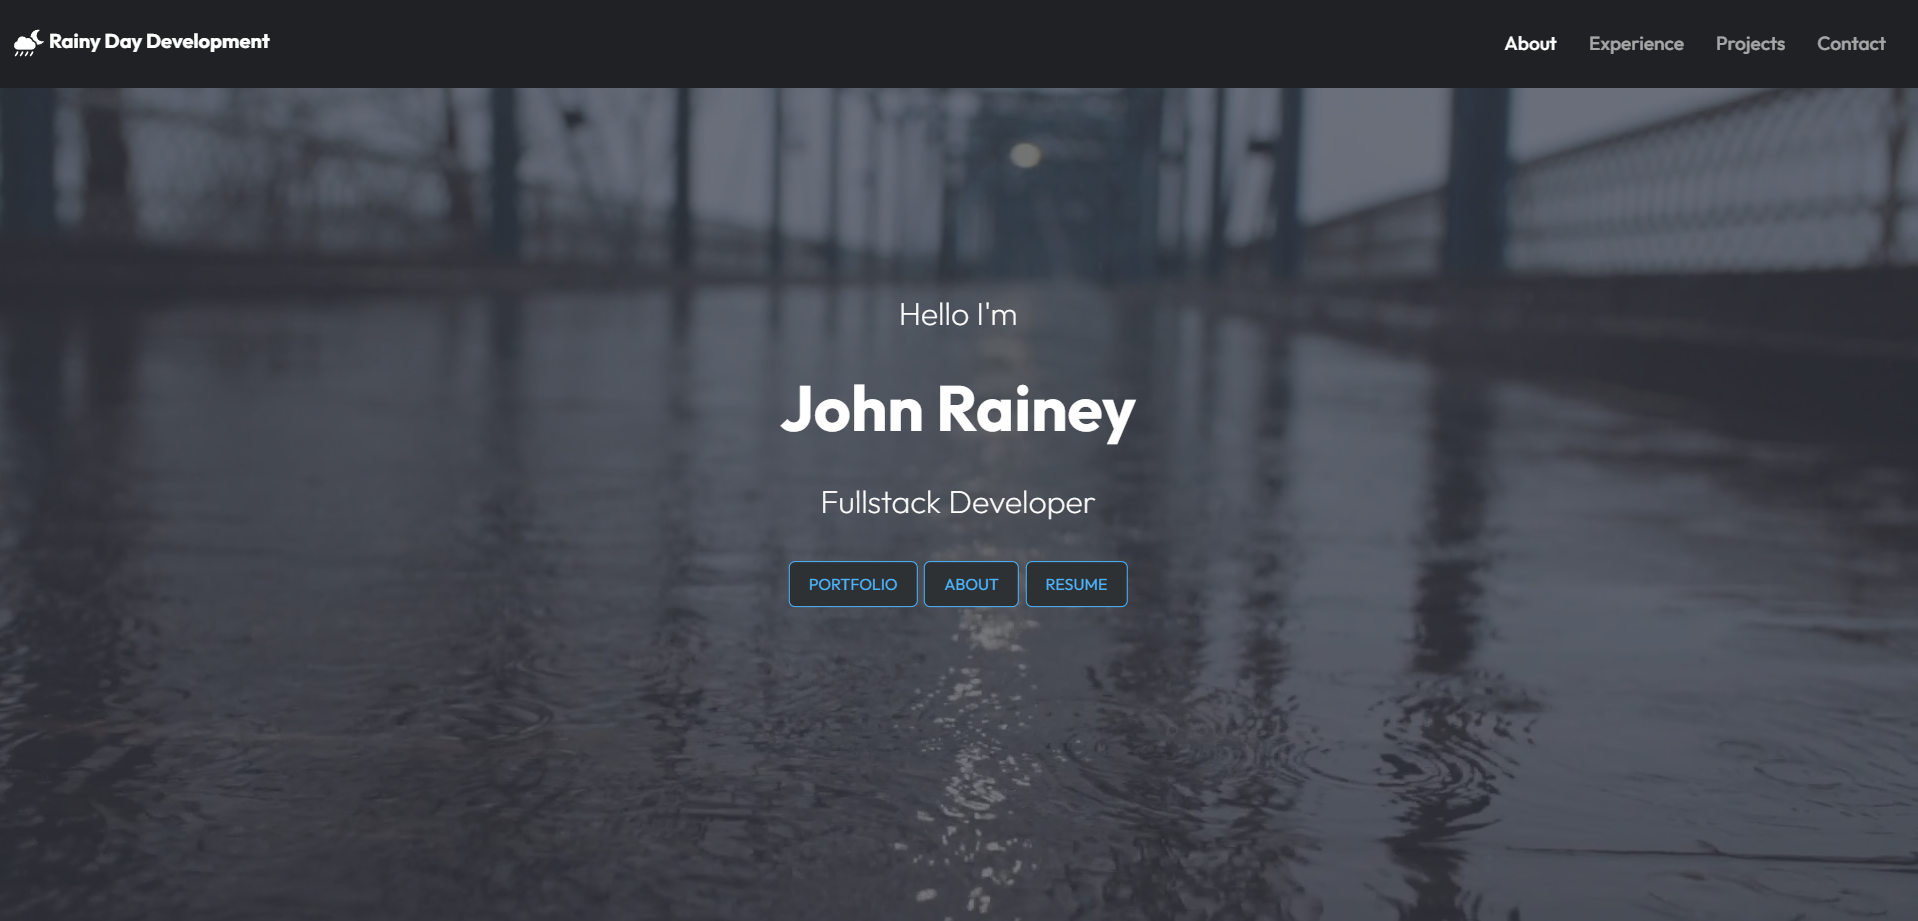 Rainy Day Development
About Experience Projects Contact
Hello I'm
John Rainey
Fullstack Developer
PORTFOLIO ABOUT RESUME